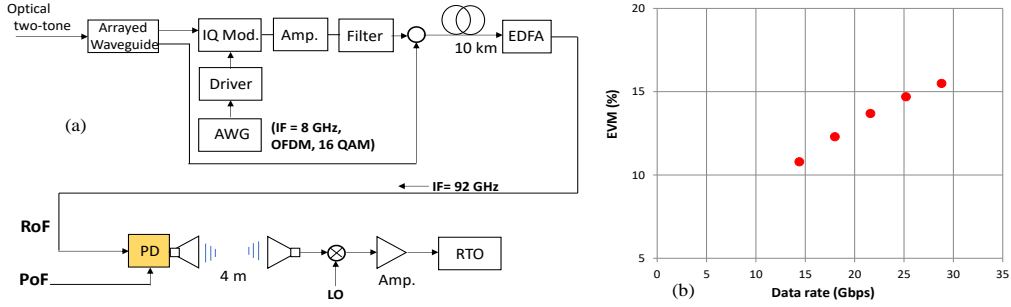 Optical
two-tone
Arrayed
Waveguide
IQ Mod.
Amp.
Filter
10 km
EDFA
Driver
AWG
(IF = 8 GHz,
OFDM, 16 QAM)
(a)
IF= 92 GHz
RoF
PD
PoF
4 m
LO
Amp.
RTO
EVM (%)
20
15
10
5
0
0 5 10 15 20 25 30 35
Data rate (Gbps)
(b)